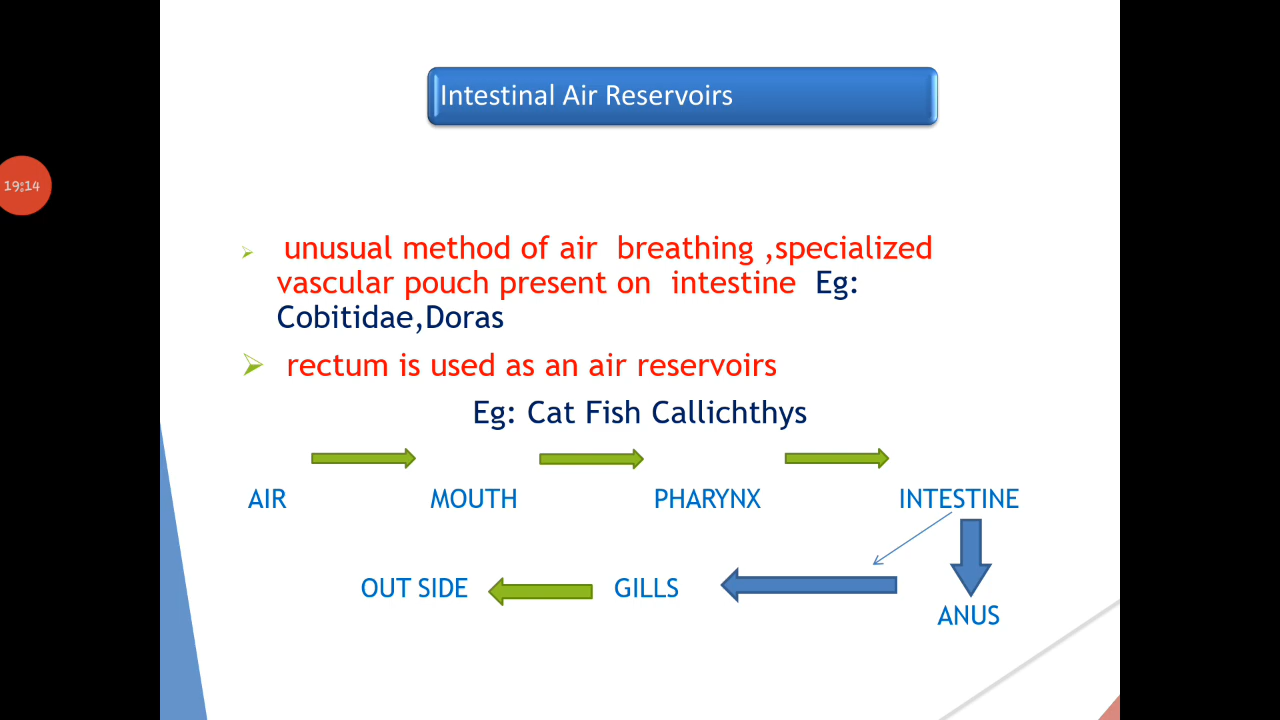 Intestinal Air Reservoirs
19:14
unusual method of air breathing ,specialized
vascular pouch present on intestine Eg:
Cobitidae,Doras
rectum is used as an air reservoirs
Eg: Cat Fish Callichthys
AIR MOUTH PHARYNX INTESTINE
OUT SIDE GILLS
ANUS